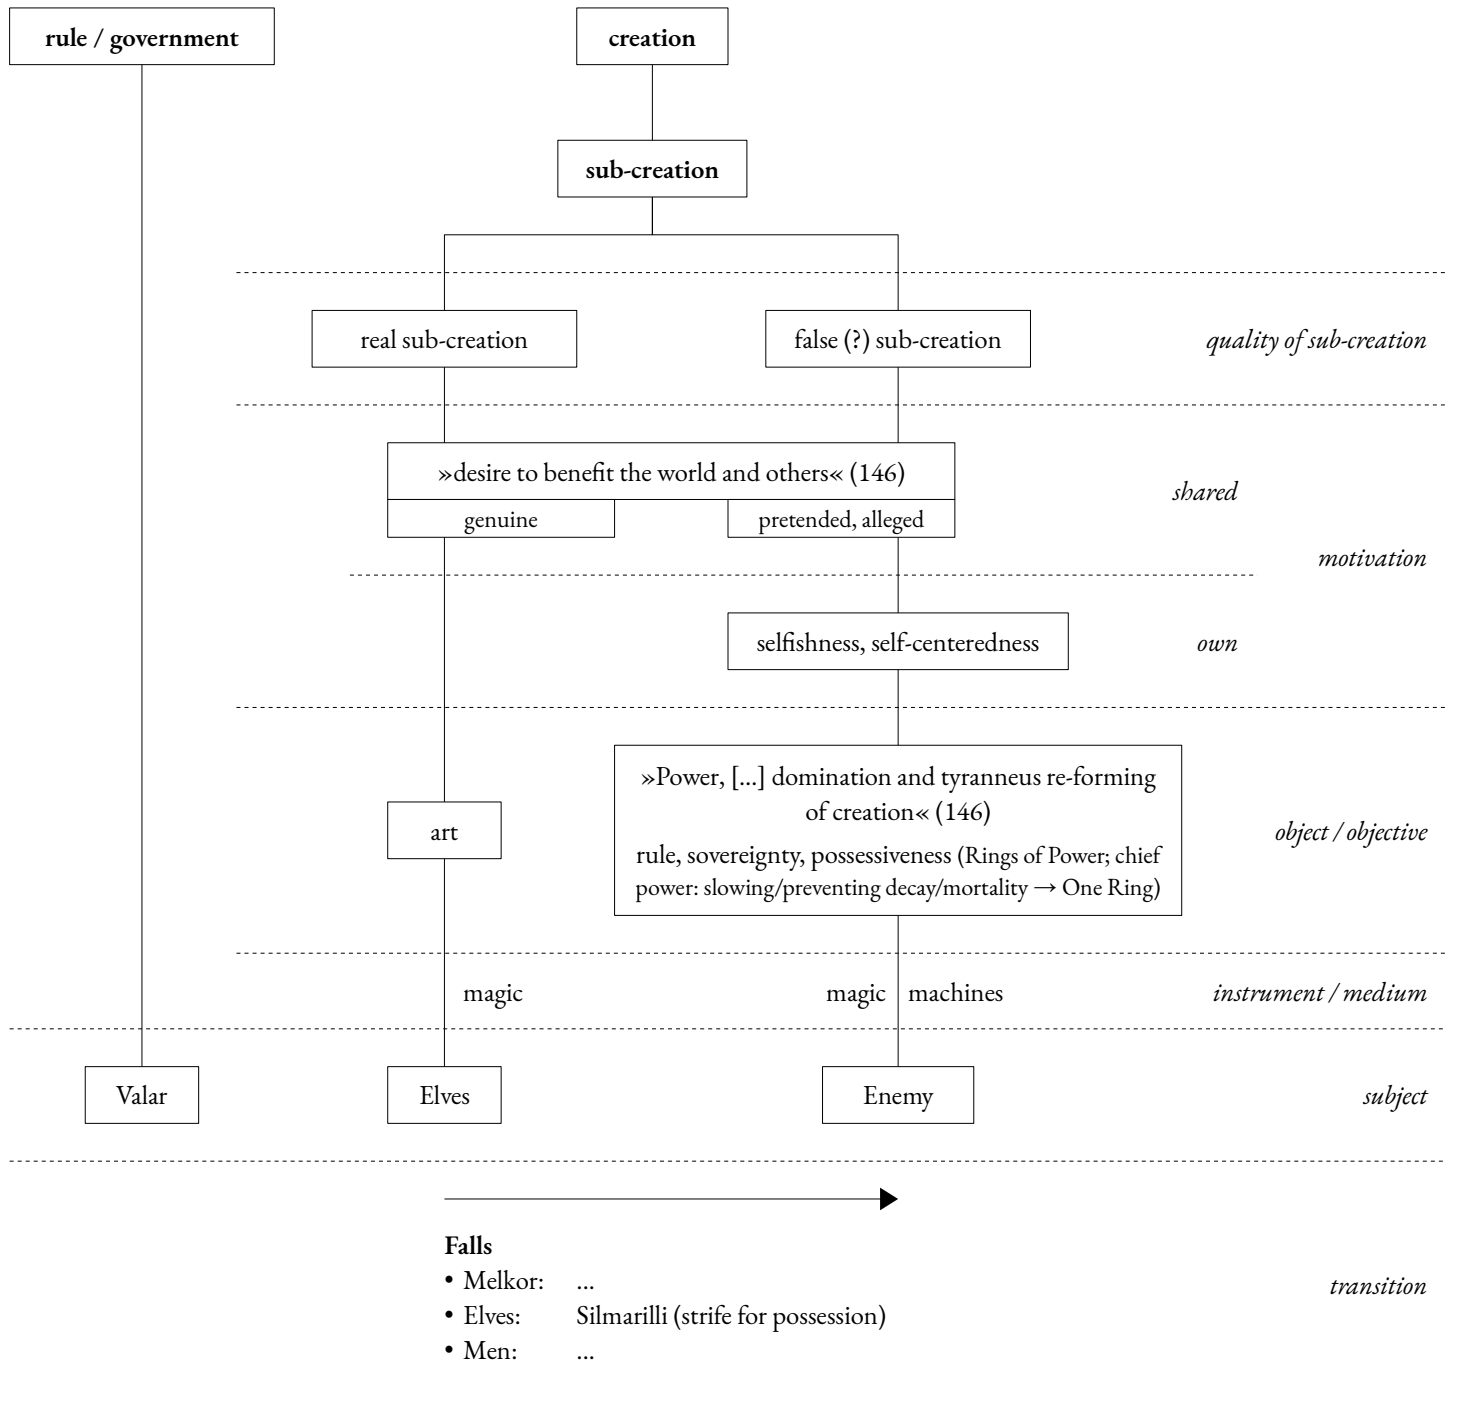 rule / government
creation
sub-creation
real sub-creation
false (?) sub-creation
quality of sub-creation
»desire to benefit the world and others« (146)
shared
genuine
pretended, alleged
motivation
selfishness, self-centeredness
own
»Power, [...] domination and tyranneus re-forming
of creation« (146)
art
object / objective
rule, sovereignty, possessiveness (Rings of Power; chief
power: slowing/preventing decay/mortality → One Ring)
magic
magic
machines
instrument / medium
Valar
Elves
Enemy
subject
Falls
• Melkor: ...
transition
• Elves: Silmarilli (strife for possession)
• Men: ...